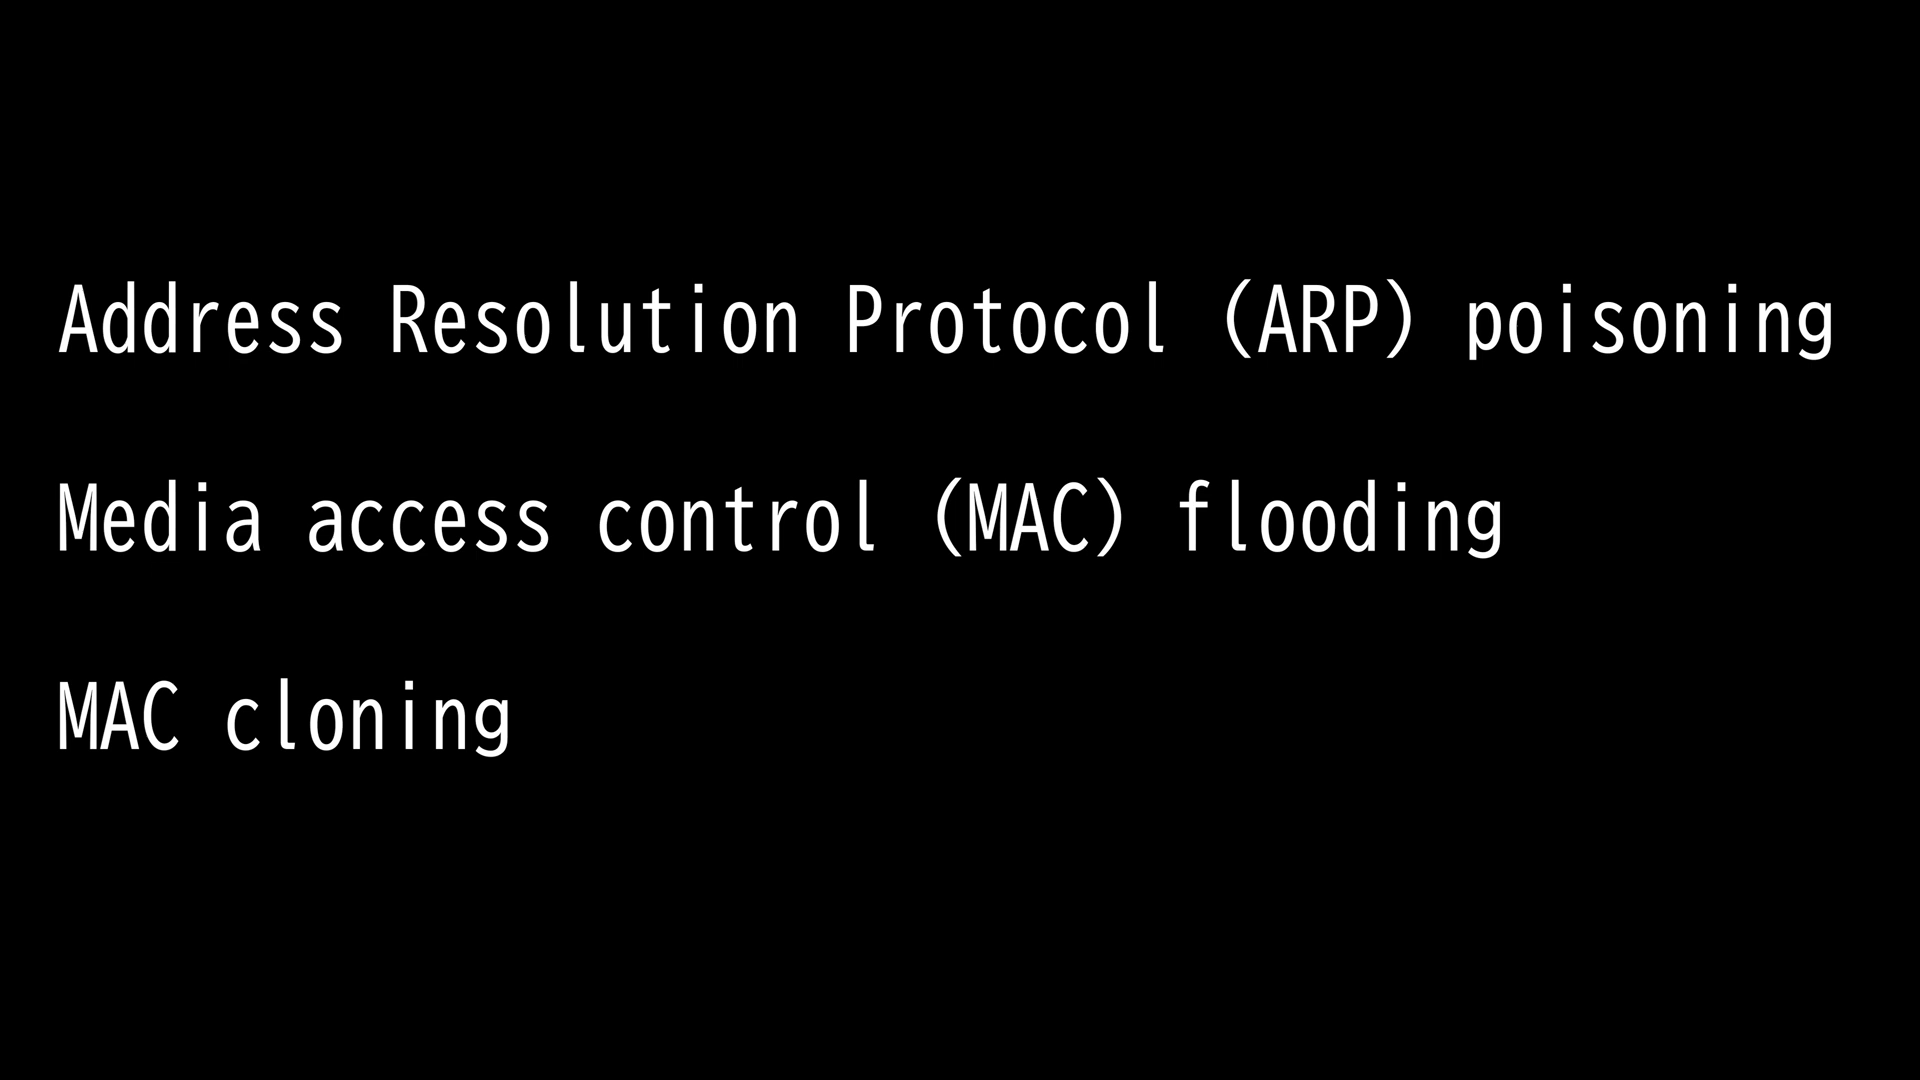 Address Resolution Protocol (ARP) poisoning
Media access control (MAC) flooding
MAC cloning